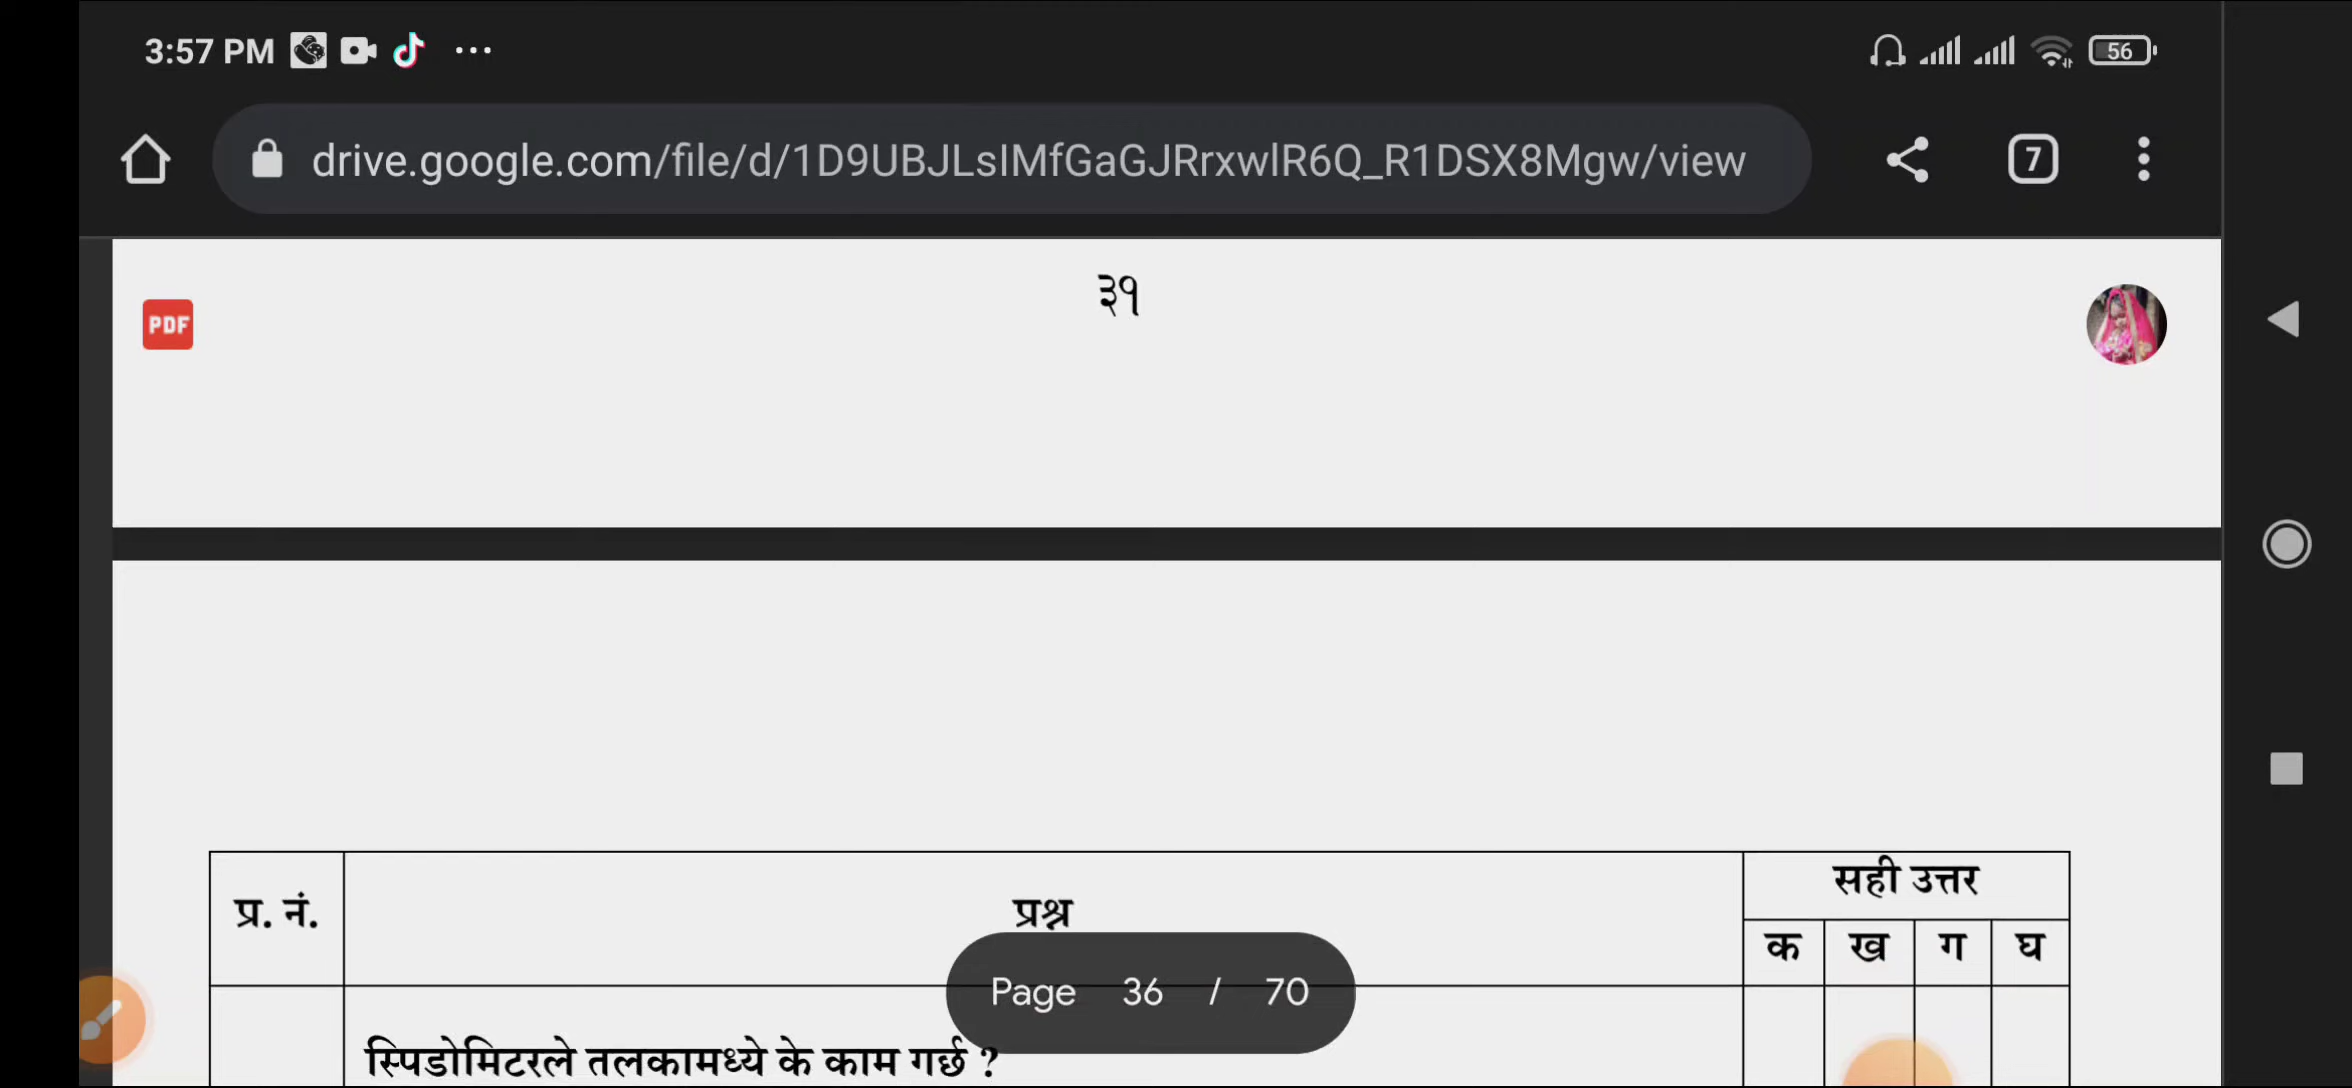 3:57 PM
56
drive.google.com/file/d/1D9UBJLsIMfGaGJRrxwlR6Q_R1DSX8Mgw/view
7
३१
PDF
प्र. नं.
प्रश्न
सही उत्तर
क ख ग घ
Page 36 / 70
स्पिडोमिटरले तलकामध्ये के काम गर्छ ?